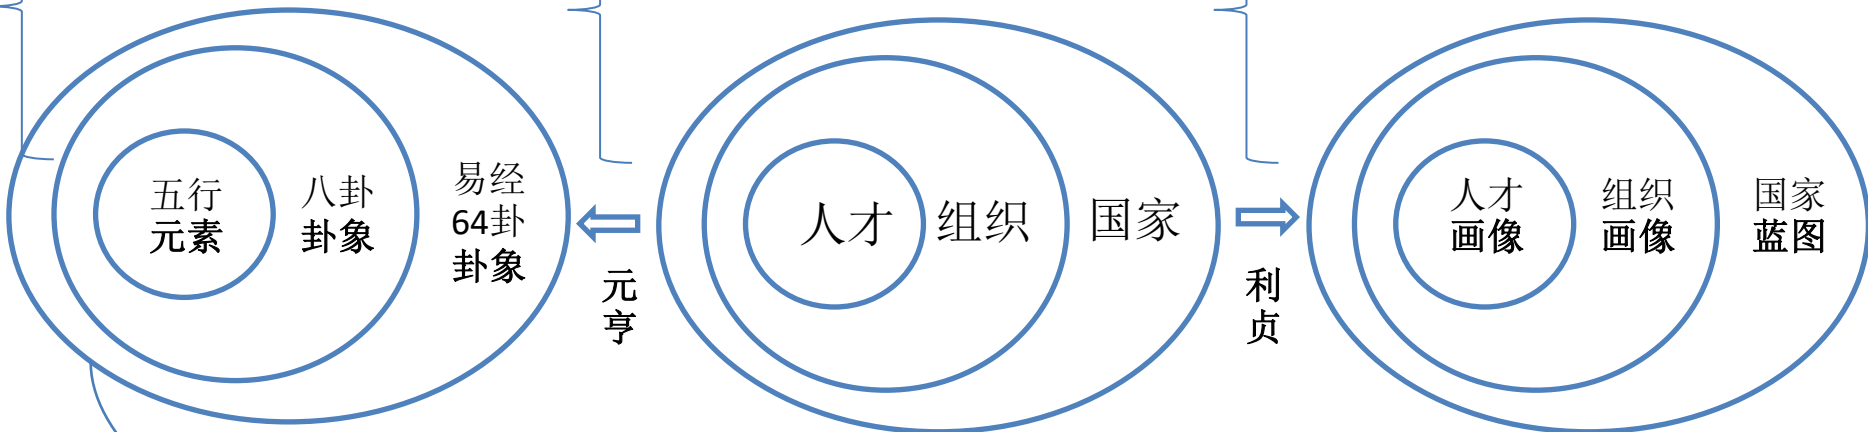 五行
元素
八卦
卦象
易经
64卦
卦象
元
亨
人才
组织
国家
利
贞
人才
画像
组织
画像
国家
蓝图